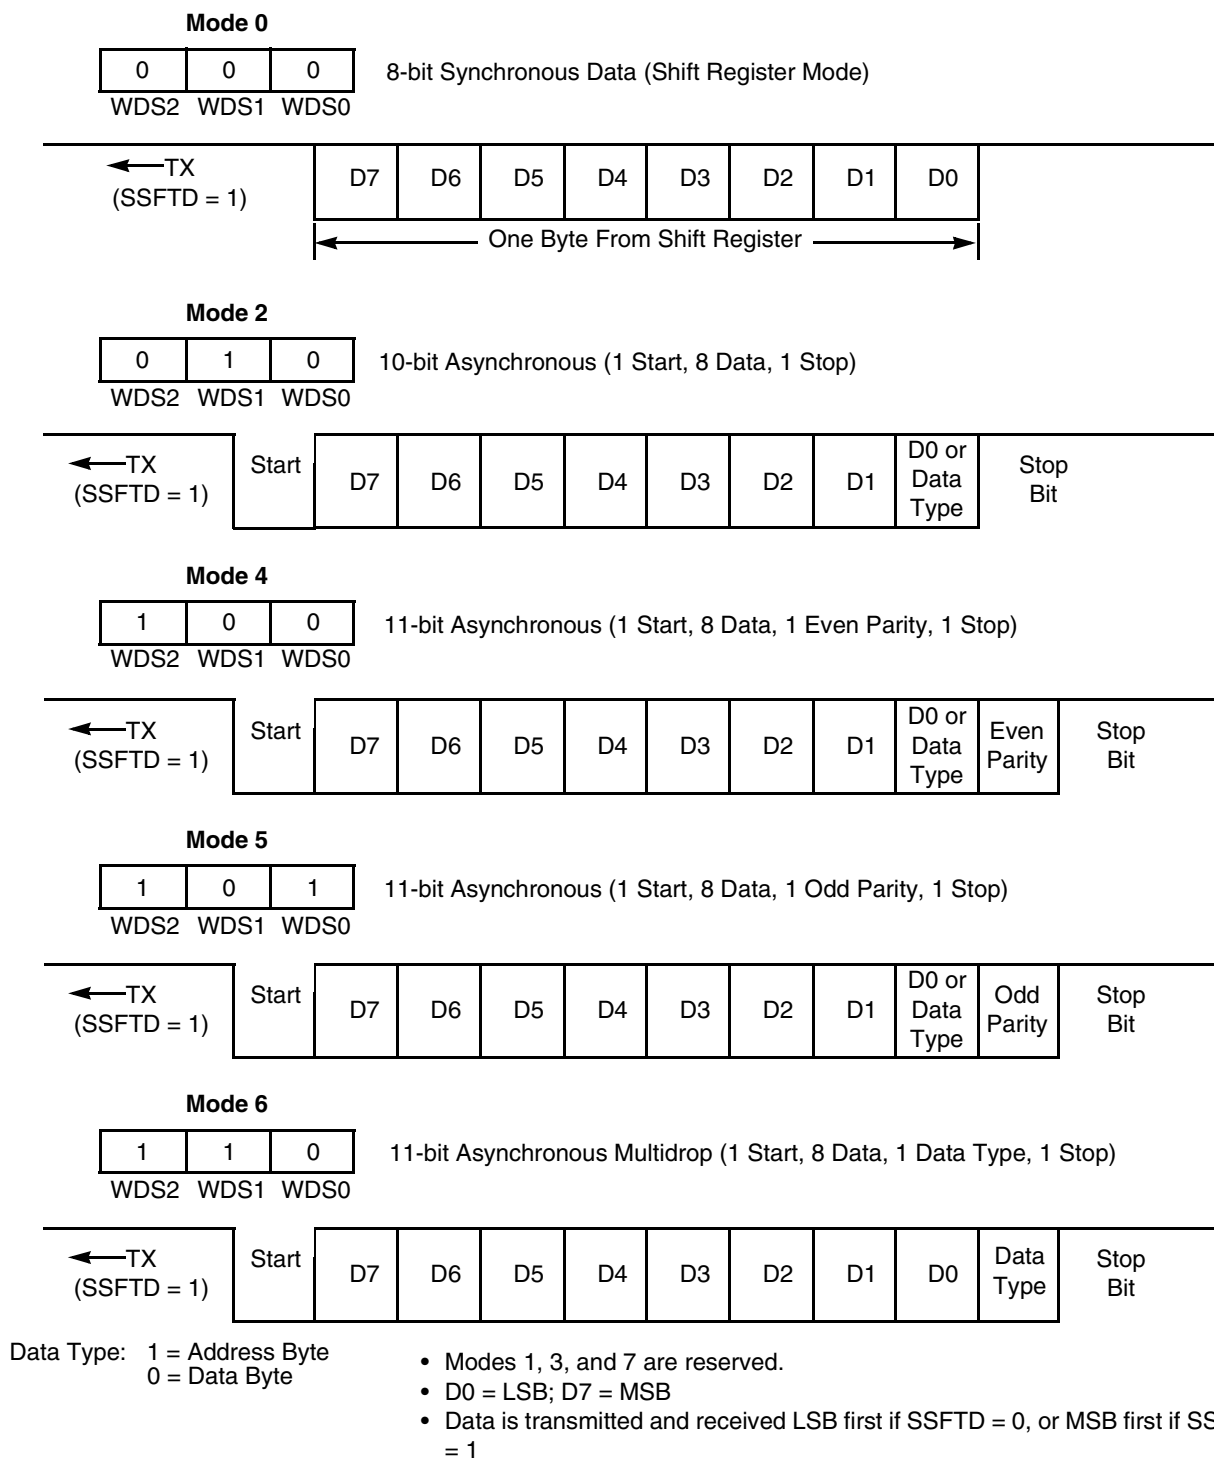 Mode 0
0 0 0 8-bit Synchronous Data (Shift Register Mode)
WDS2 WDS1 WDS0
TX
(SSFTD = 1)
D7 D6 D5 D4 D3 D2 D1 D0
One Byte From Shift Register
Mode 2
0 1 0 10-bit Asynchronous (1 Start, 8 Data, 1 Stop)
WDS2 WDS1 WDS0
TX
(SSFTD = 1)
Start D7 D6 D5 D4 D3 D2 D1
D0 or
Data
Type
Stop
Bit
Mode 4
1 0 0 11-bit Asynchronous (1 Start, 8 Data, 1 Even Parity, 1 Stop)
WDS2 WDS1 WDS0
TX
(SSFTD = 1)
Start D7 D6 D5 D4 D3 D2 D1
D0 or
Data
Type
Even
Parity
Stop
Bit
Mode 5
1 0 1 11-bit Asynchronous (1 Start, 8 Data, 1 Odd Parity, 1 Stop)
WDS2 WDS1 WDS0
TX
(SSFTD = 1)
Start D7 D6 D5 D4 D3 D2 D1
D0 or
Data
Type
Odd
Parity
Stop
Bit
Mode 6
1 1 0 11-bit Asynchronous Multidrop (1 Start, 8 Data, 1 Data Type, 1 Stop)
WDS2 WDS1 WDS0
TX
(SSFTD = 1)
Start D7 D6 D5 D4 D3 D2 D1 D0
Data
Type
Stop
Bit
Data Type: 1 = Address Byte
0 = Data Byte
• Modes 1, 3, and 7 are reserved.
• D0 = LSB; D7 = MSB
• Data is transmitted and received LSB first if SSFTD = 0, or MSB first if
= 1